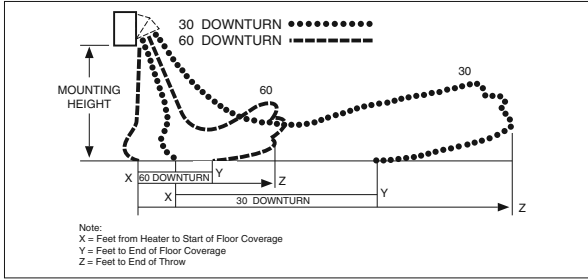 30 DOWNTURN
60 DOWNTURN
MOUNTING
HEIGHT
60
30
X 60 DOWNTURN Y Z
X 30 DOWNTURN Y Z
Note:
X = Feet from Heater to Start of Floor Coverage
Y = Feet to End of Floor Coverage
Z = Feet to End of Throw